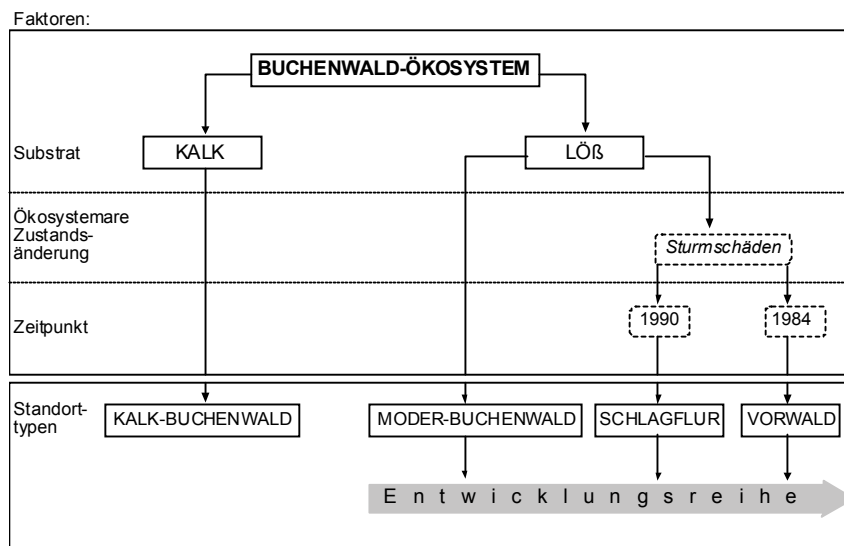 Faktoren:
BUCHENWALD-ÖKOSYSTEM
Substrat
KALK
LÖß
Ökosystemare
Zustands-
änderung
Sturmschäden
Zeitpunkt
1990
1984
Standort-
typen
KALK-BUCHENWALD
MODER-BUCHENWALD
SCHLAGFLUR
VORWALD
Entwicklungsreihe